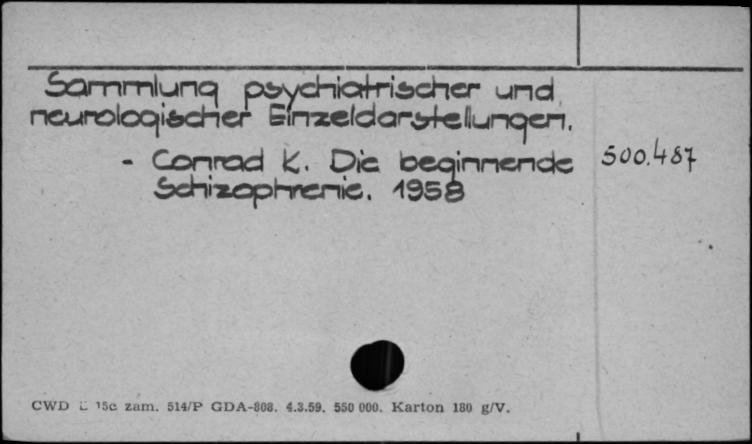 Sammlung psychiatrischer und
neurologischer Einzeldarstellungen.
- Conrad K. Die beginnende 500.487
Schizophrenie. 1958
CWD 15c zam. 514/P GDA-808. 4.3.59. 550 000. Karton 180 g/V.